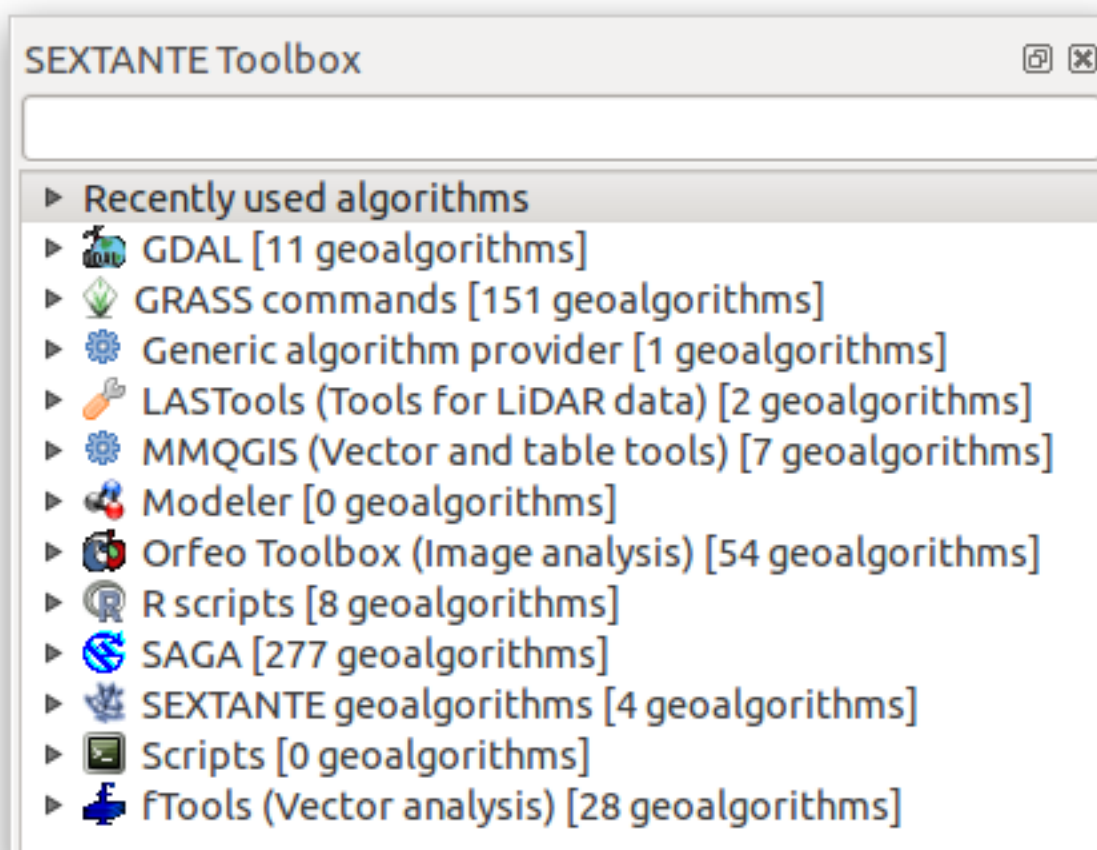 SEXTANTE Toolbox
Recently used algorithms
GDAL [11 geoalgorithms]
GRASS commands [151 geoalgorithms]
Generic algorithm provider [1 geoalgorithms]
LASTools (Tools for LiDAR data) [2 geoalgorithms]
MMQGIS (Vector and table tools) [7 geoalgorithms]
Modeler [0 geoalgorithms]
Orfeo Toolbox (Image analysis) [54 geoalgorithms]
R scripts [8 geoalgorithms]
SAGA [277 geoalgorithms]
SEXTANTE geoalgorithms [4 geoalgorithms]
Scripts [0 geoalgorithms]
fTools (Vector analysis) [28 geoalgorithms]